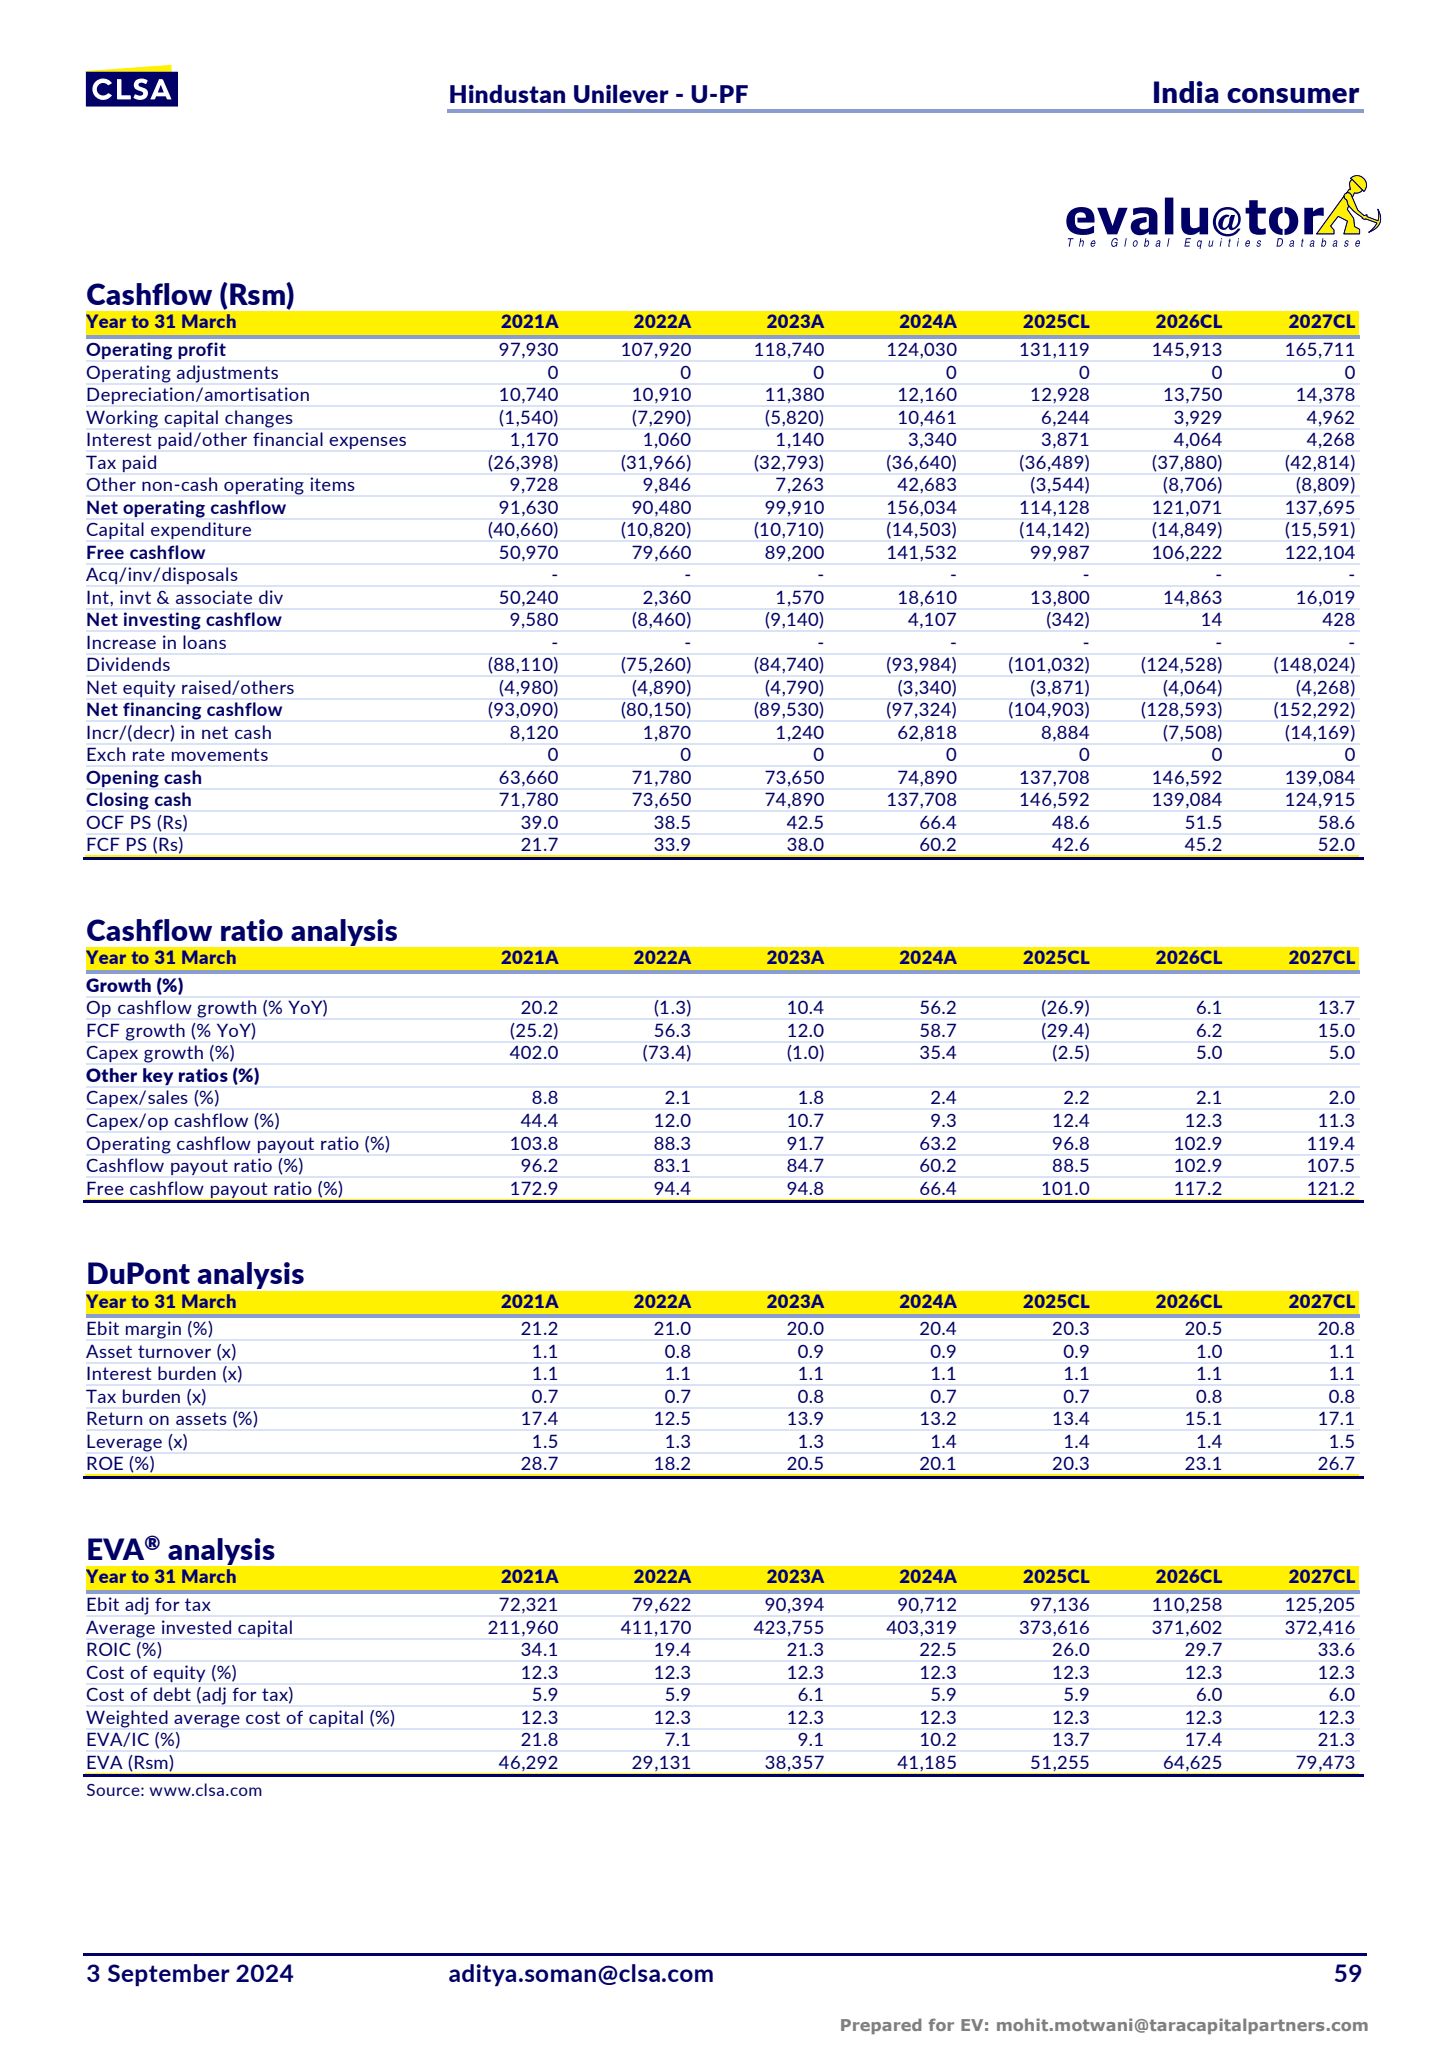 CLSA
Hindustan Unilever - U-PF
India consumer
evalu@tor
The Global Equities Database
Cashflow (Rsm)
Year to 31 March 2021A 2022A 2023A 2024A 2025CL 2026CL 2027CL
Operating profit 97,930 107,920 118,740 124,030 131,119 145,913 165,711
Operating adjustments 0 0 0 0 0 0 0
Depreciation/amortisation 10,740 10,910 11,380 12,160 12,928 13,750 14,378
Working capital changes (1,540) (7,290) (5,820) 10,461 6,244 3,929 4,962
Interest paid/other financial expenses 1,170 1,060 1,140 3,340 3,871 4,064 4,268
Tax paid (26,398) (31,966) (32,793) (36,640) (36,489) (37,880) (42,814)
Other non-cash operating items 9,728 9,846 7,263 42,683 (3,544) (8,706) (8,809)
Net operating cashflow 91,630 90,480 99,910 156,034 114,128 121,071 137,695
Capital expenditure (40,660) (10,820) (10,710) (14,503) (14,142) (14,849) (15,591)
Free cashflow 50,970 79,660 89,200 141,532 99,987 106,222 122,104
Acq/inv/disposals - - - - - - -
Int, invt & associate div 50,240 2,360 1,570 18,610 13,800 14,863 16,019
Net investing cashflow 9,580 (8,460) (9,140) 4,107 (342) 14 428
Increase in loans - - - - - - -
Dividends (88,110) (75,260) (84,740) (93,984) (101,032) (124,528) (148,024)
Net equity raised/others (4,980) (4,890) (4,790) (3,340) (3,871) (4,064) (4,268)
Net financing cashflow (93,090) (80,150) (89,530) (97,324) (104,903) (128,593) (152,292)
Incr/(decr) in net cash 8,120 1,870 1,240 62,818 8,884 (7,508) (14,169)
Exch rate movements 0 0 0 0 0 0 0
Opening cash 63,660 71,780 73,650 74,890 137,708 146,592 139,084
Closing cash 71,780 73,650 74,890 137,708 146,592 139,084 124,915
OCF PS (Rs) 39.0 38.5 42.5 66.4 48.6 51.5 58.6
FCF PS (Rs) 21.7 33.9 38.0 60.2 42.6 45.2 52.0
Cashflow ratio analysis
Year to 31 March 2021A 2022A 2023A 2024A 2025CL 2026CL 2027CL
Growth (%)
Op cashflow growth (% YoY) 20.2 (1.3) 10.4 56.2 (26.9) 6.1 13.7
FCF growth (% YoY) (25.2) 56.3 12.0 58.7 (29.4) 6.2 15.0
Capex growth (%) 402.0 (73.4) (1.0) 35.4 (2.5) 5.0 5.0
Other key ratios (%)
Capex/sales (%) 8.8 2.1 1.8 2.4 2.2 2.1 2.0
Capex/op cashflow (%) 44.4 12.0 10.7 9.3 12.4 12.3 11.3
Operating cashflow payout ratio (%) 103.8 88.3 91.7 63.2 96.8 102.9 119.4
Cashflow payout ratio (%) 96.2 83.1 84.7 60.2 88.5 102.9 107.5
Free cashflow payout ratio (%) 172.9 94.4 94.8 66.4 101.0 117.2 121.2
DuPont analysis
Year to 31 March 2021A 2022A 2023A 2024A 2025CL 2026CL 2027CL
Ebit margin (%) 21.2 21.0 20.0 20.4 20.3 20.5 20.8
Asset turnover (x) 1.1 0.8 0.9 0.9 0.9 1.0 1.1
Interest burden (x) 1.1 1.1 1.1 1.1 1.1 1.1 1.1
Tax burden (x) 0.7 0.7 0.8 0.7 0.7 0.8 0.8
Return on assets (%) 17.4 12.5 13.9 13.2 13.4 15.1 17.1
Leverage (x) 1.5 1.3 1.3 1.4 1.4 1.4 1.5
ROE (%) 28.7 18.2 20.5 20.1 20.3 23.1 26.7
EVA® analysis
Year to 31 March 2021A 2022A 2023A 2024A 2025CL 2026CL 2027CL
Ebit adj for tax 72,321 79,622 90,394 90,712 97,136 110,258 125,205
Average invested capital 211,960 411,170 423,755 403,319 373,616 371,602 372,416
ROIC (%) 34.1 19.4 21.3 22.5 26.0 29.7 33.6
Cost of equity (%) 12.3 12.3 12.3 12.3 12.3 12.3 12.3
Cost of debt (adj for tax) 5.9 5.9 6.1 5.9 5.9 6.0 6.0
Weighted average cost of capital (%) 12.3 12.3 12.3 12.3 12.3 12.3 12.3
EVA/IC (%) 21.8 7.1 9.1 10.2 13.7 17.4 21.3
EVA (Rsm) 46,292 29,131 38,357 41,185 51,255 64,625 79,473
Source: www.clsa.com
3 September 2024
aditya.soman@clsa.com
59
Prepared for EV: mohit.motwani@taracapitalpartners.com